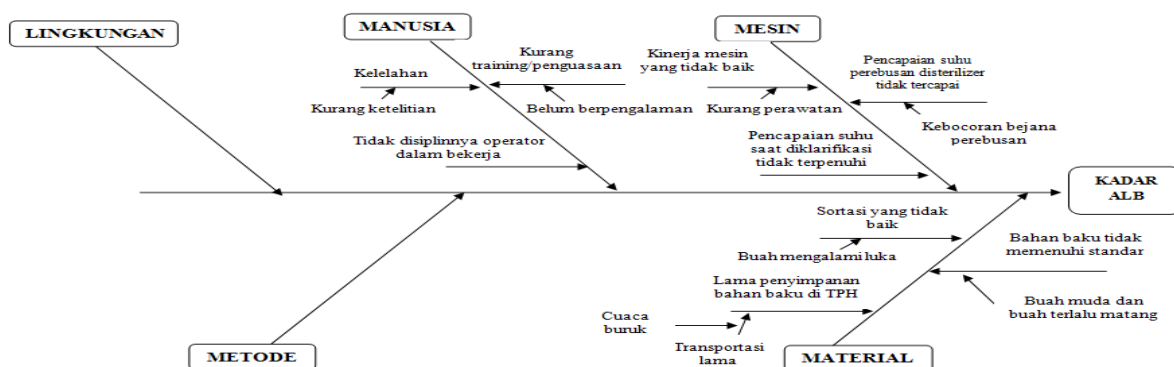 LINGKUNGAN
MANUSIA
MESIN
Kelelahan
Kurang ketelitian
Kurang
training/penguasaan
Belum berpengalaman
Tidak disiplinnya operator
dalam bekerja
Kinerja mesin
yang tidak baik
Kurang perawatan
Pencapaian suhu
perebusan disterilizer
tidak tercapai
Kebocoran bejana
perebusan
Pencapaian suhu
saat diklarifikasi
tidak terpenuhi
KADAR
ALB
Sortasi yang tidak
baik
Buah mengalami luka
Bahan baku tidak
memenuhi standar
Buah muda dan
buah terlalu matang
Lama penyimpanan
bahan baku di TPH
Cuaca
buruk
Transportasi
lama
METODE
MATERIAL